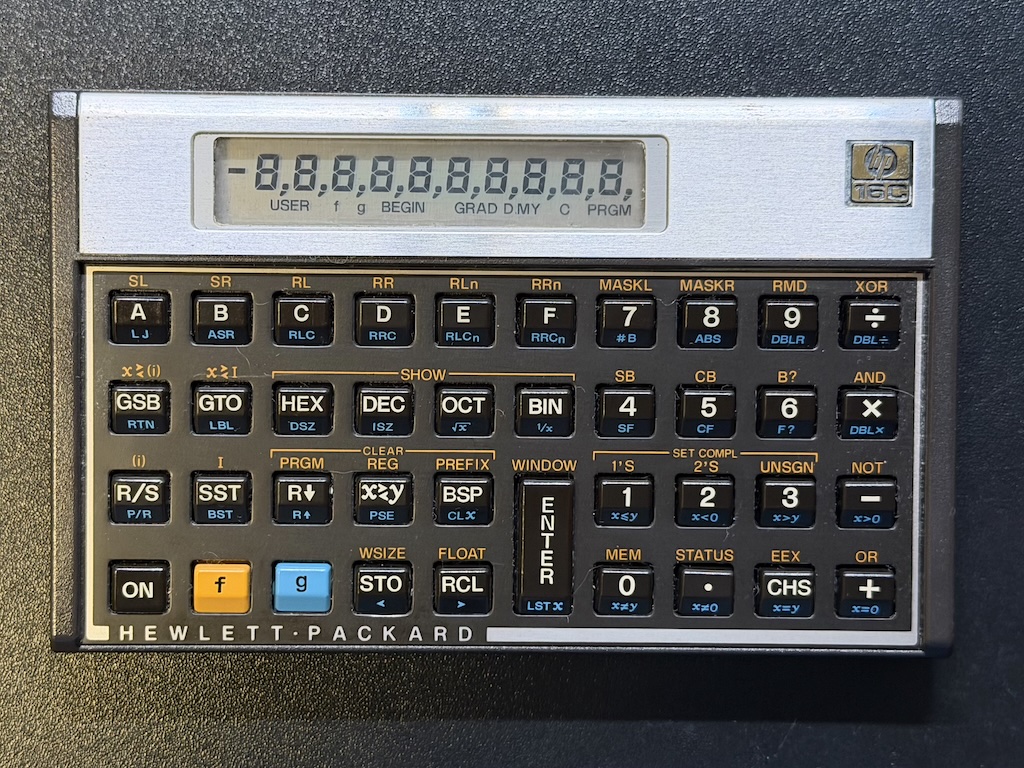 -8,8,8,8,8,8,8,8,8,8,
USER f g BEGIN GRAD D.MY C PRGM
hp
16C
SL SR RL RR RLn RRn MASKL MASKR RMD XOR
A B C D E F 7 8 9 ÷
LJ ASR RLC RRC RLCn RRCn #B ABS DBLR DBL÷
x≷(i) x≷I SHOW SB CB B? AND
GSB GTO HEX DEC OCT BIN 4 5 6 ×
RTN LBL DSZ ISZ √x 1/x SF CF F? DBL×
CLEAR SET COMPL
(i) I PRGM REG PREFIX WINDOW 1'S 2'S UNSGN NOT
R/S SST R↓ x≷y BSP ENTER 1 2 3 −
P/R BST R↑ PSE CLx x≤y x<0 x>y x>0
WSIZE FLOAT MEM STATUS EEX OR
ON f g STO RCL 0 · CHS +
< > LST x x≠y x≠0 x=y x=0
HEWLETT·PACKARD